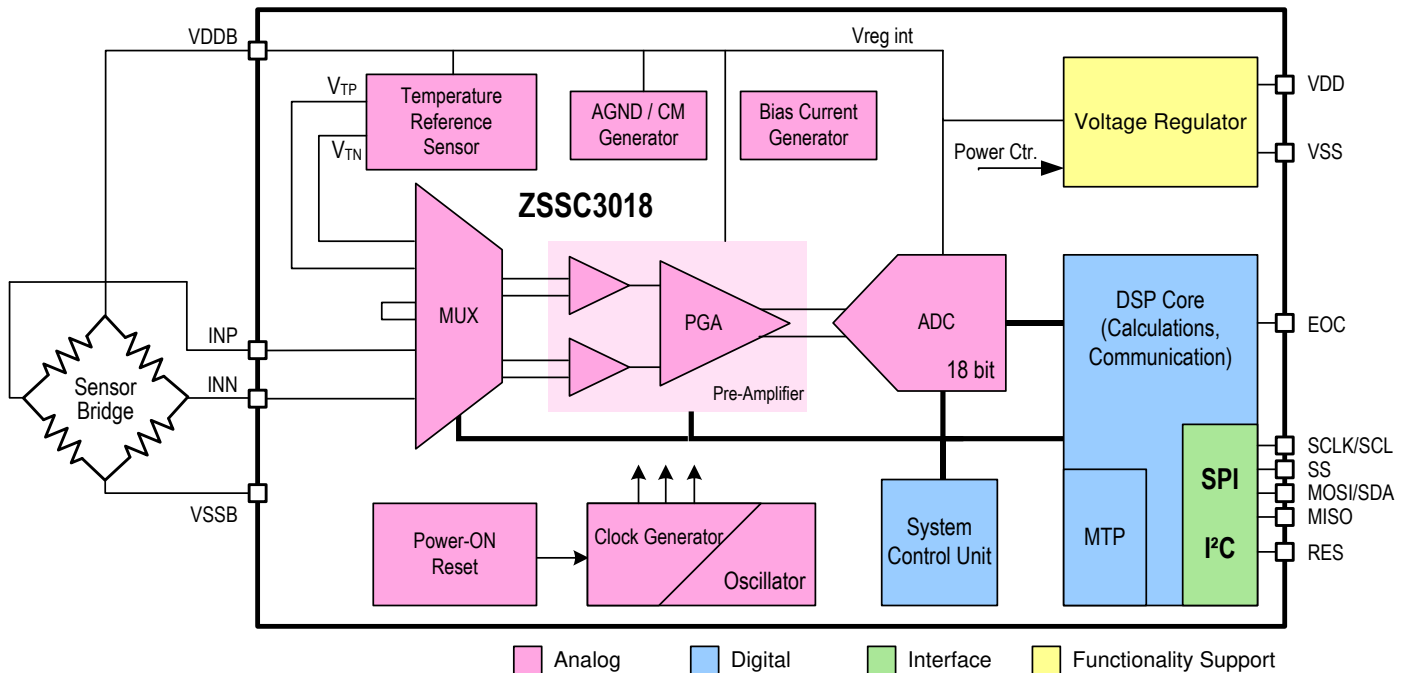 VDDB
Vreg int
VTP
Temperature
Reference
Sensor
VTN
AGND / CM
Generator
Bias Current
Generator
Voltage Regulator
VDD
VSS
Power Ctr.
ZSSC3018
MUX
PGA
Pre-Amplifier
ADC
18 bit
DSP Core
(Calculations,
Communication)
EOC
INP
INN
Sensor
Bridge
VSSB
Power-ON
Reset
Clock Generator
Oscillator
System
Control Unit
MTP
SPI
I²C
SCLK/SCL
SS
MOSI/SDA
MISO
RES
Analog
Digital
Interface
Functionality Support